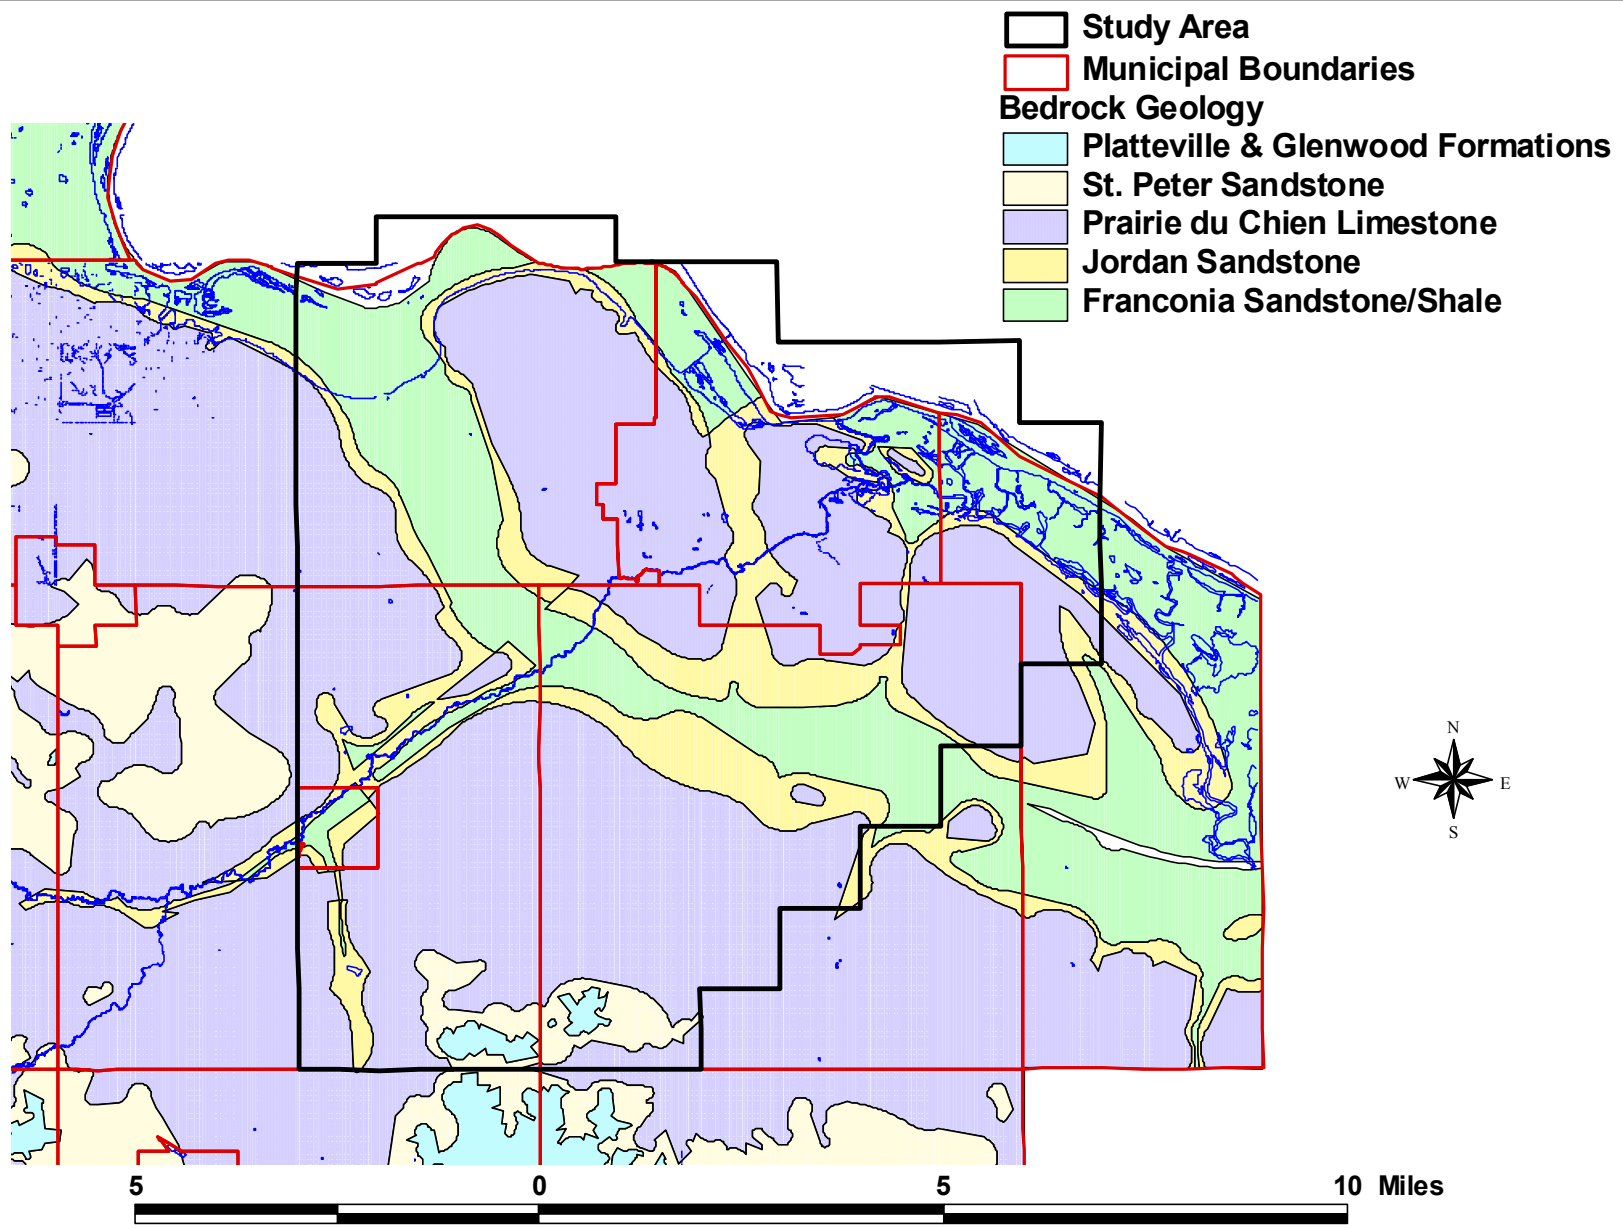 Study Area
Municipal Boundaries
Bedrock Geology
Platteville & Glenwood Formations
St. Peter Sandstone
Prairie du Chien Limestone
Jordan Sandstone
Franconia Sandstone/Shale
N
W E
S
5 0 5 10 Miles